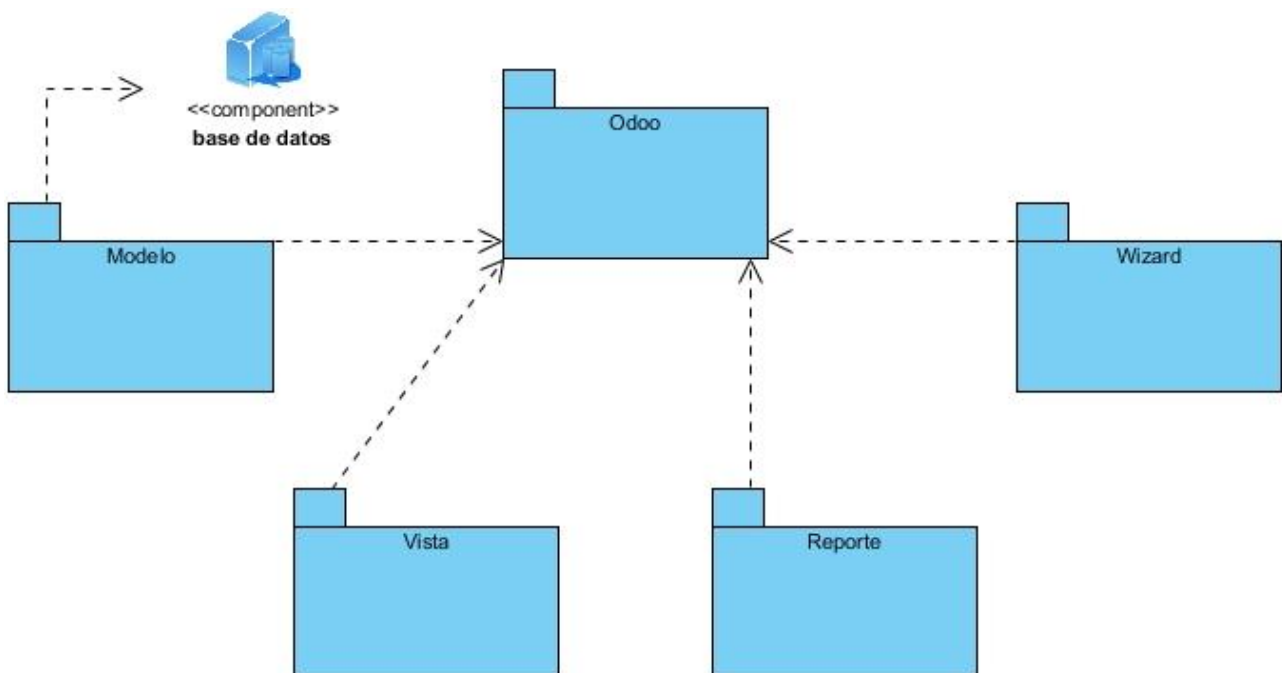 <<component>>
base de datos
Odoo
Modelo
Wizard
Vista
Reporte